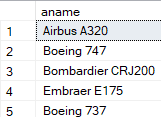 aname
1 Airbus A320
2 Boeing 747
3 Bombardier CRJ200
4 Embraer E175
5 Boeing 737